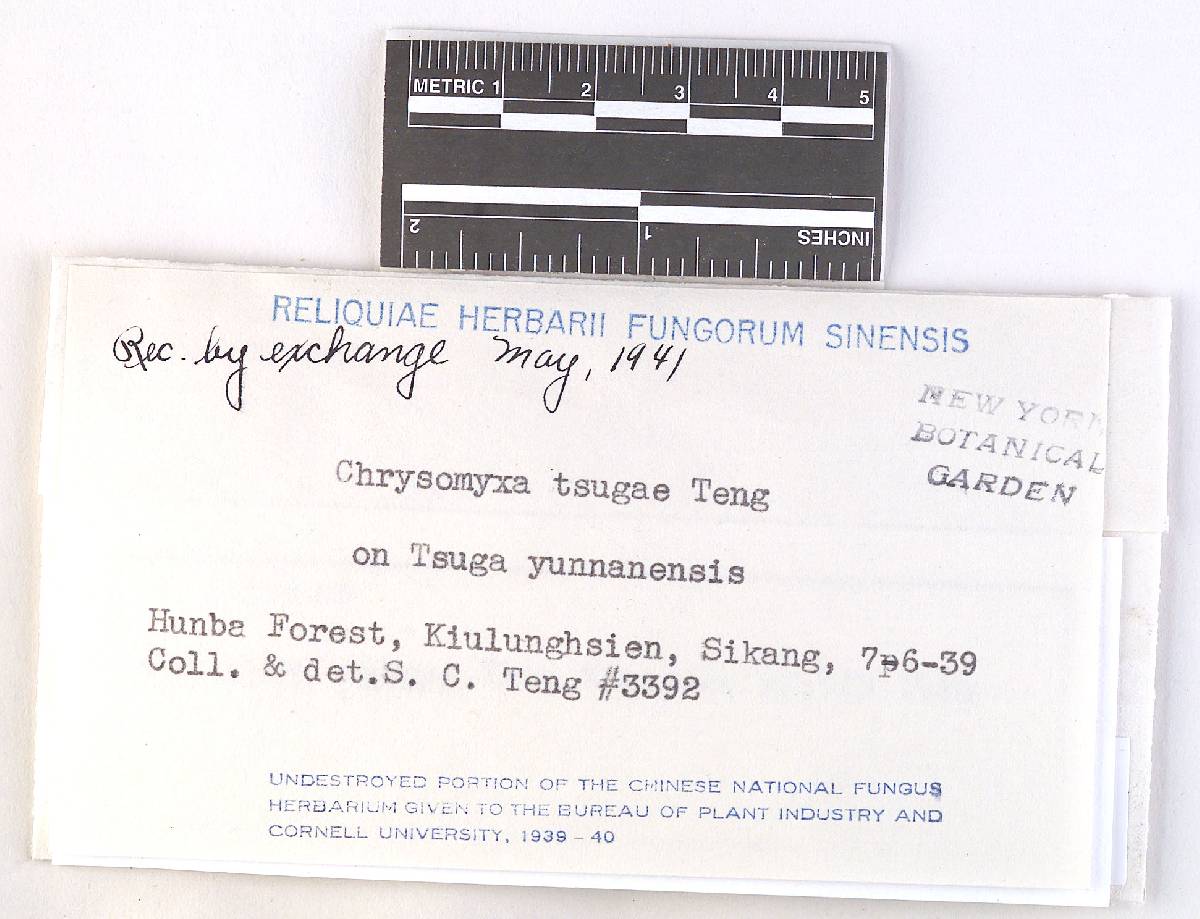 METRIC 1 2 3 4 5
2 1 INCHES
RELIQUIAE HERBARII FUNGORUM SINENSIS
Rec. by exchange May, 1941
NEW YORK
BOTANICAL
GARDEN
Chrysomyxa tsugae Teng
on Tsuga yunnanensis
Hunba Forest, Kiulunghsien, Sikang, 7-6-39
Coll. & det.S. C. Teng #3392
UNDESTROYED PORTION OF THE CHINESE NATIONAL FUNGUS
HERBARIUM GIVEN TO THE BUREAU OF PLANT INDUSTRY AND
CORNELL UNIVERSITY, 1939-40